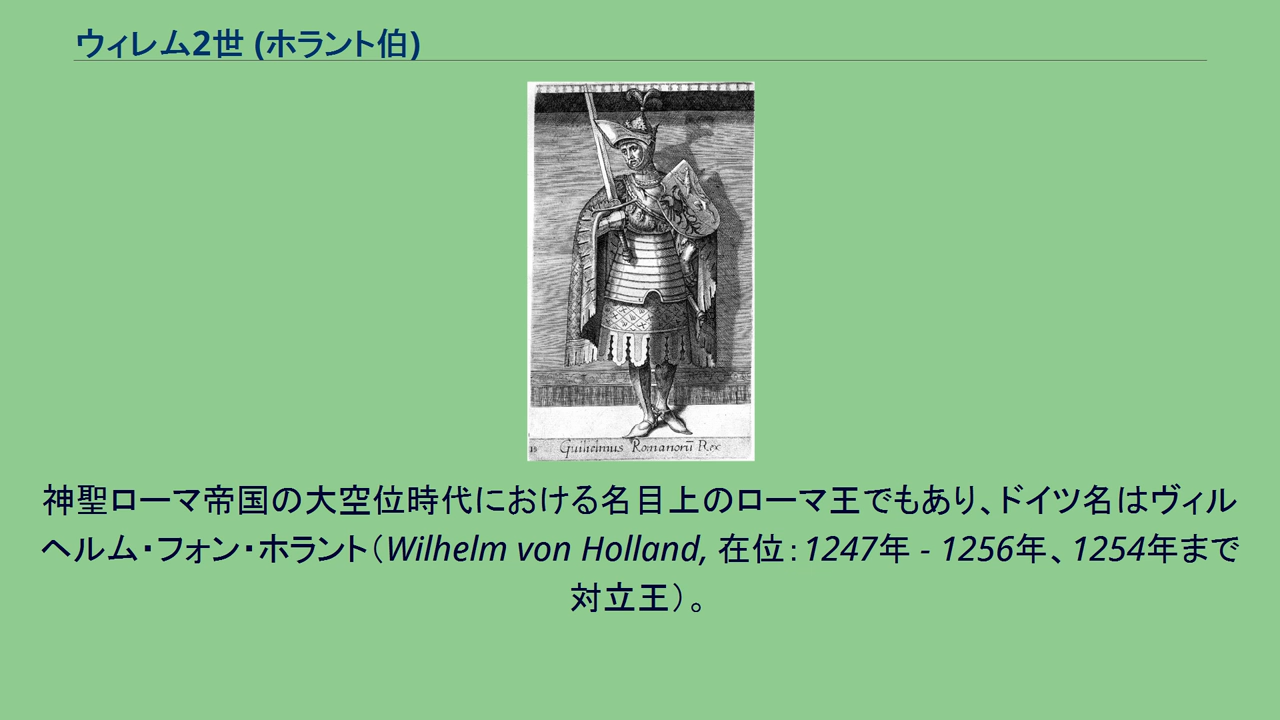 ウィレム2世 (ホラント伯)
13 Guilielmus Romanorū Rex
神聖ローマ帝国の大空位時代における名目上のローマ王でもあり、ドイツ名はヴィル
ヘルム・フォン・ホラント（Wilhelm von Holland, 在位：1247年 - 1256年、1254年まで
対立王）。